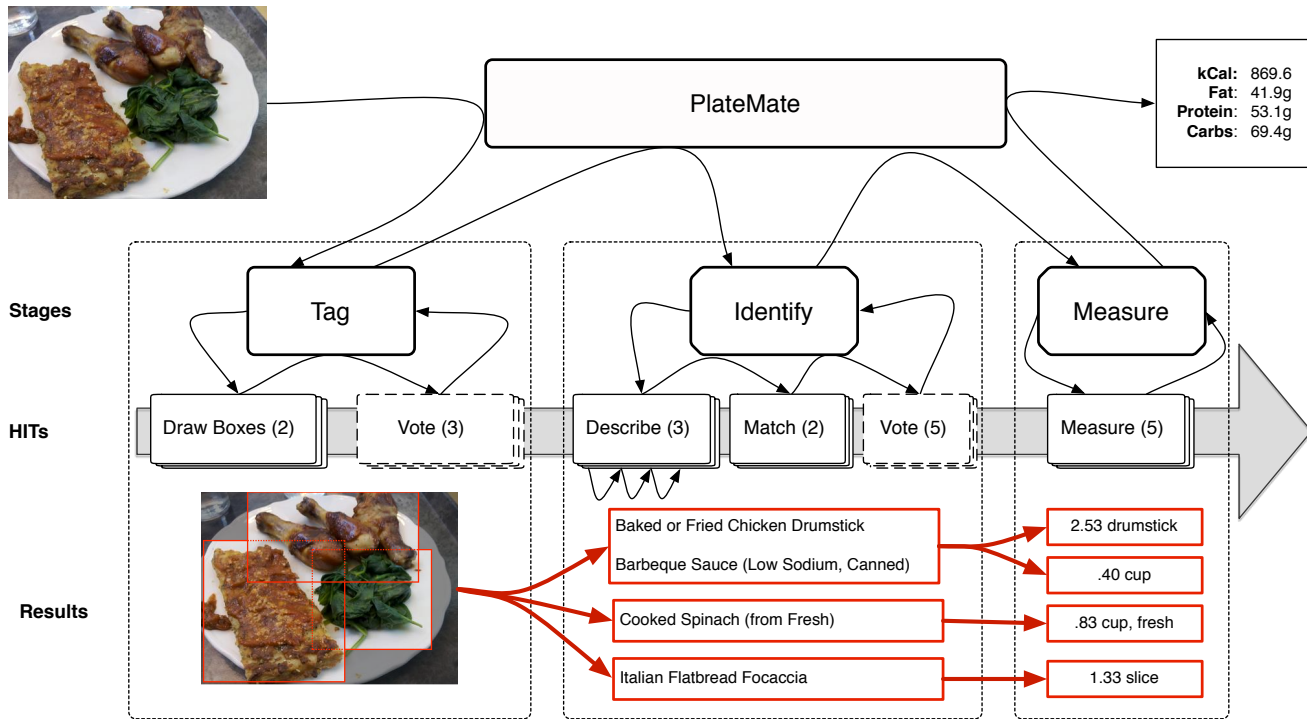 PlateMate
kCal: 869.6
Fat: 41.9g
Protein: 53.1g
Carbs: 69.4g
Stages
Tag
Identify
Measure
HITs
Draw Boxes (2)
Vote (3)
Describe (3)
Match (2)
Vote (5)
Measure (5)
Results
Baked or Fried Chicken Drumstick
Barbeque Sauce (Low Sodium, Canned)
Cooked Spinach (from Fresh)
Italian Flatbread Focaccia
2.53 drumstick
.40 cup
.83 cup, fresh
1.33 slice